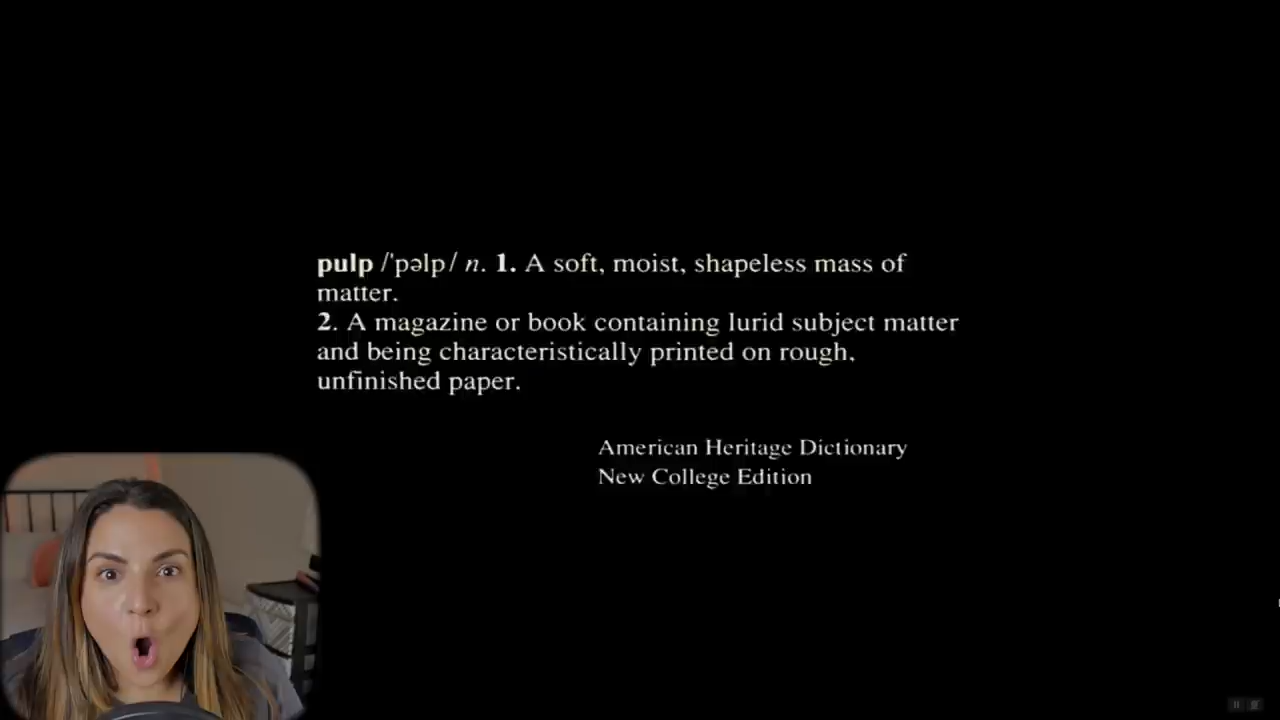 pulp /'pəlp/ n. 1. A soft, moist, shapeless mass of
matter.
2. A magazine or book containing lurid subject matter
and being characteristically printed on rough,
unfinished paper.
American Heritage Dictionary
New College Edition